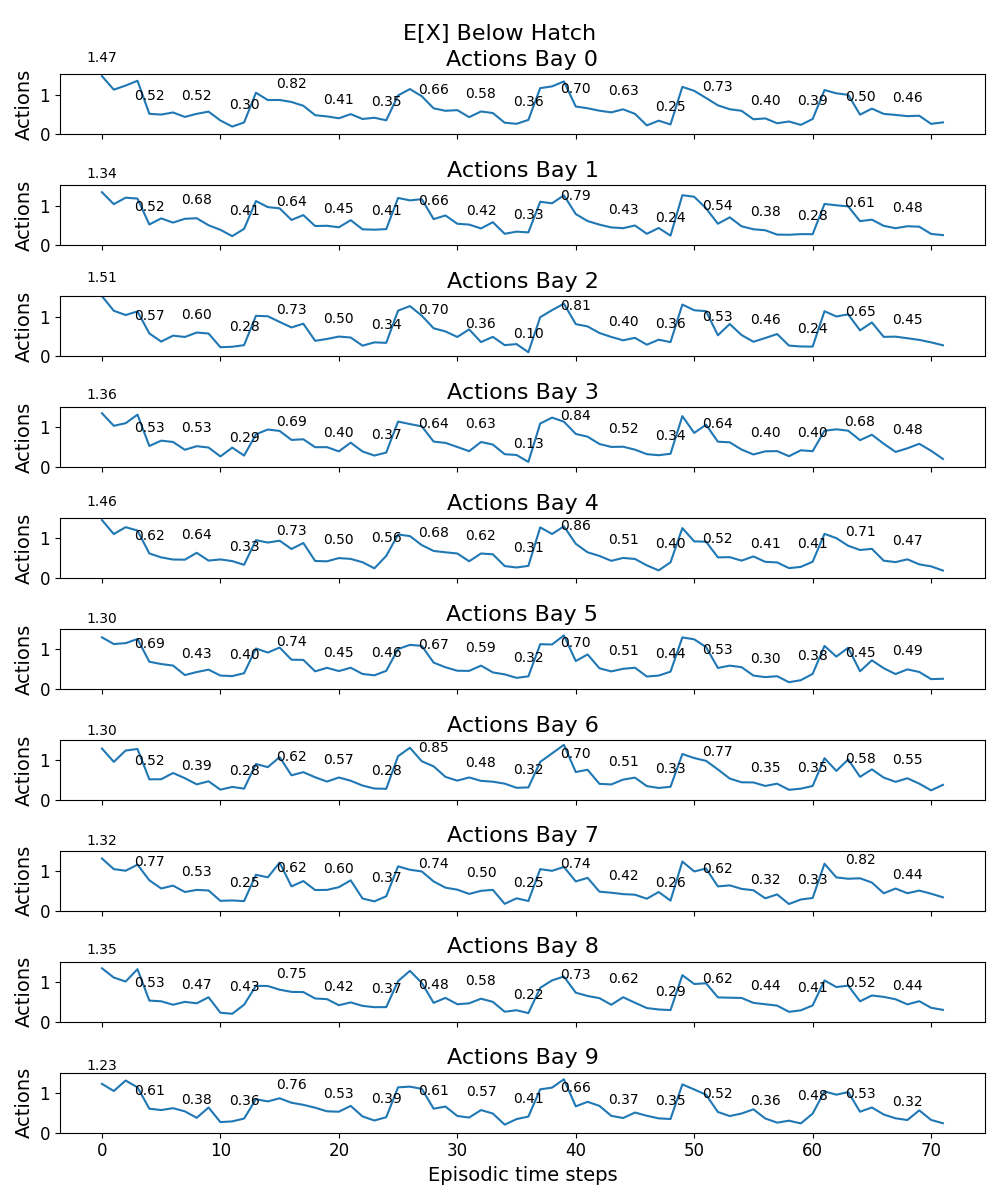 E[X] Below Hatch
Actions Bay 0
1.47
Actions
1
0
0.52 0.52 0.30 0.82 0.41 0.35 0.66 0.58 0.36 0.70 0.63 0.25 0.73 0.40 0.39 0.50 0.46
Actions Bay 1
1.34
Actions
1
0
0.52 0.68 0.41 0.64 0.45 0.41 0.66 0.42 0.33 0.79 0.43 0.24 0.54 0.38 0.28 0.61 0.48
Actions Bay 2
1.51
Actions
1
0
0.57 0.60 0.28 0.73 0.50 0.34 0.70 0.36 0.10 0.81 0.40 0.36 0.53 0.46 0.24 0.65 0.45
Actions Bay 3
1.36
Actions
1
0
0.53 0.53 0.29 0.69 0.40 0.37 0.64 0.63 0.13 0.84 0.52 0.34 0.64 0.40 0.40 0.68 0.48
Actions Bay 4
1.46
Actions
1
0
0.62 0.64 0.33 0.73 0.50 0.56 0.68 0.62 0.31 0.86 0.51 0.40 0.52 0.41 0.41 0.71 0.47
Actions Bay 5
1.30
Actions
1
0
0.69 0.43 0.40 0.74 0.45 0.46 0.67 0.59 0.32 0.70 0.51 0.44 0.53 0.30 0.38 0.45 0.49
Actions Bay 6
1.30
Actions
1
0
0.52 0.39 0.28 0.62 0.57 0.28 0.85 0.48 0.32 0.70 0.51 0.33 0.77 0.35 0.35 0.58 0.55
Actions Bay 7
1.32
Actions
1
0
0.77 0.53 0.25 0.62 0.60 0.37 0.74 0.50 0.25 0.74 0.42 0.26 0.62 0.32 0.33 0.82 0.44
Actions Bay 8
1.35
Actions
1
0
0.53 0.47 0.43 0.75 0.42 0.37 0.48 0.58 0.22 0.73 0.62 0.29 0.62 0.44 0.41 0.52 0.44
Actions Bay 9
1.23
Actions
1
0
0.61 0.38 0.36 0.76 0.53 0.39 0.61 0.57 0.41 0.66 0.37 0.35 0.52 0.36 0.48 0.53 0.32
0 10 20 30 40 50 60 70
Episodic time steps